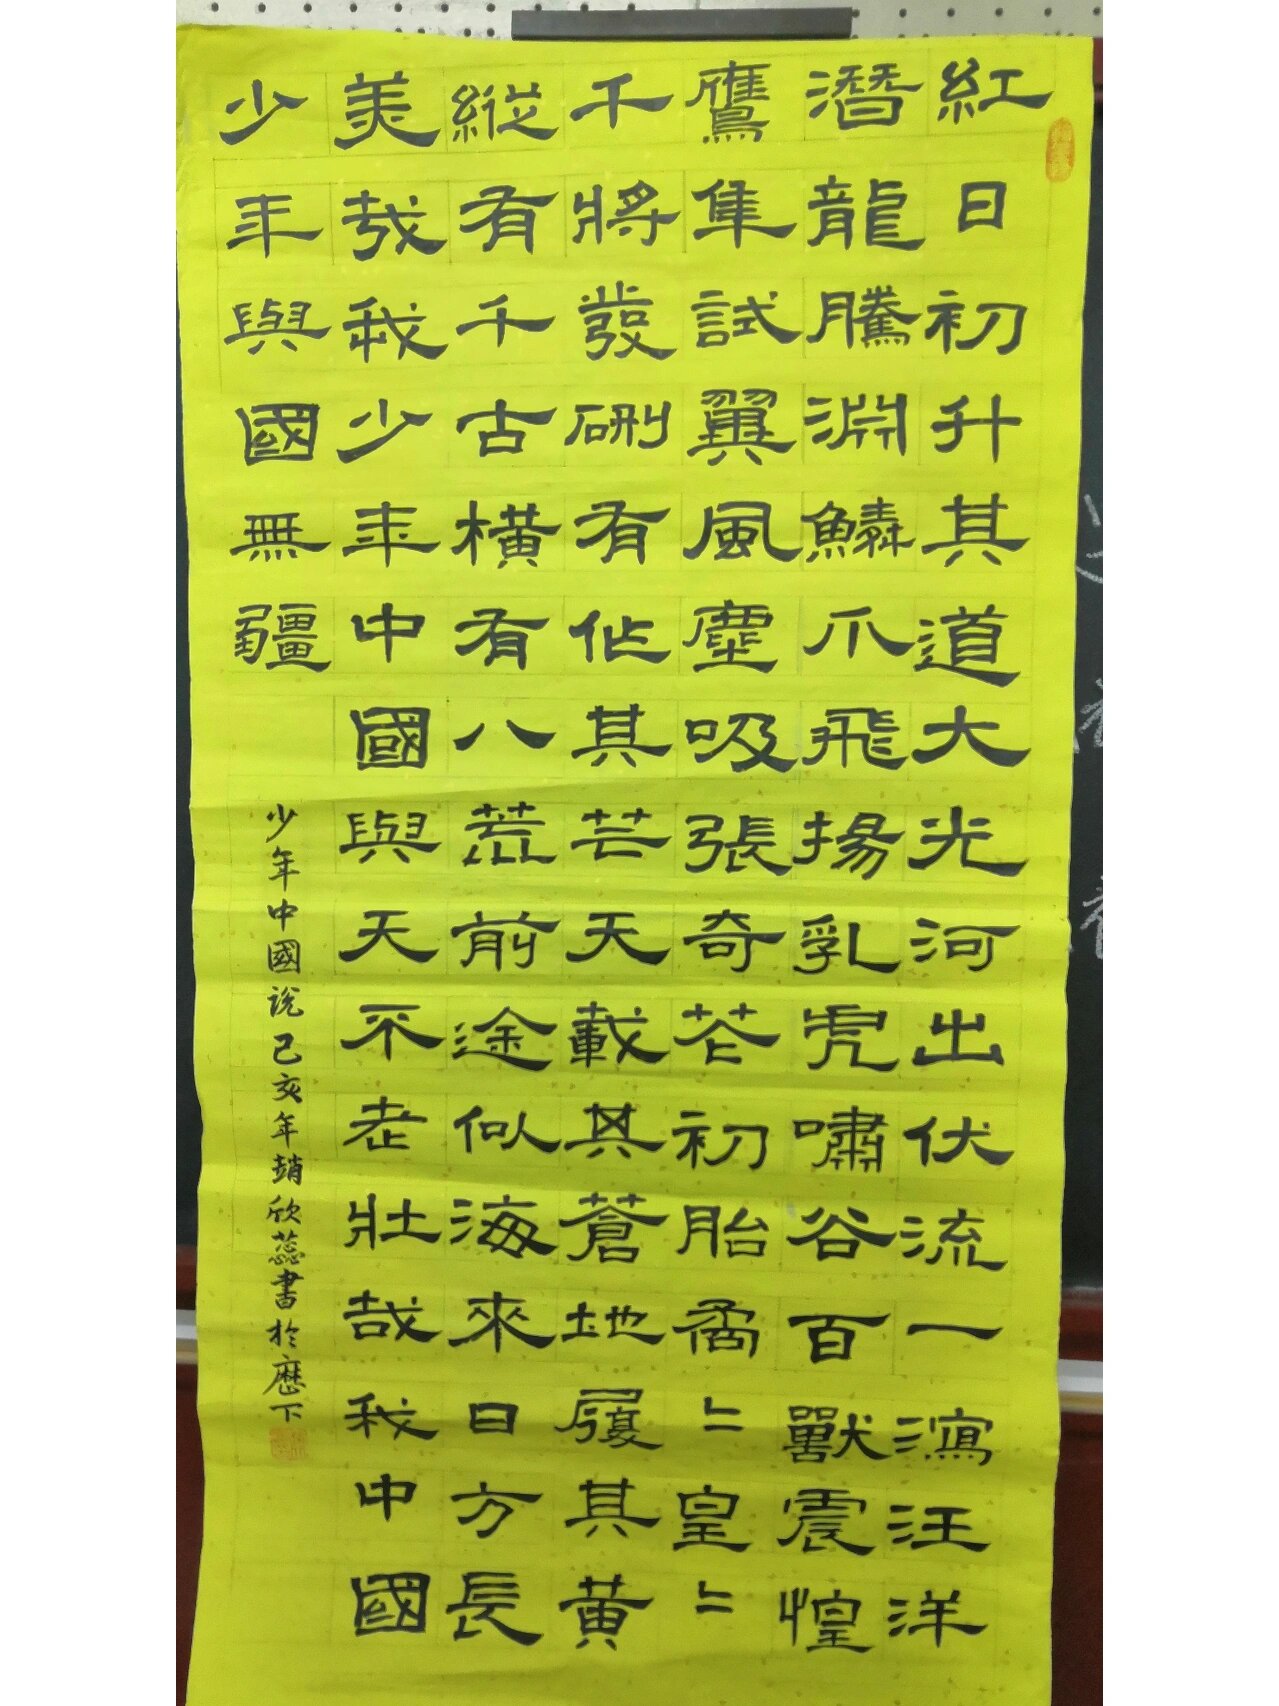 紅日初升其道大光河出伏流一瀉汪洋
潛龍騰淵鱗爪飛揚乳虎嘯谷百獸震惶
鷹隼試翼風塵吸張奇花初胎矞〻皇〻
千將發硎有作其芒天載其蒼地履其黃
縱有千古橫有八荒前途似海來日方長
美哉我少年中國與天不老壯哉我中國
少年與國無疆
少年中國說己亥年趙欣蕊書於歷下